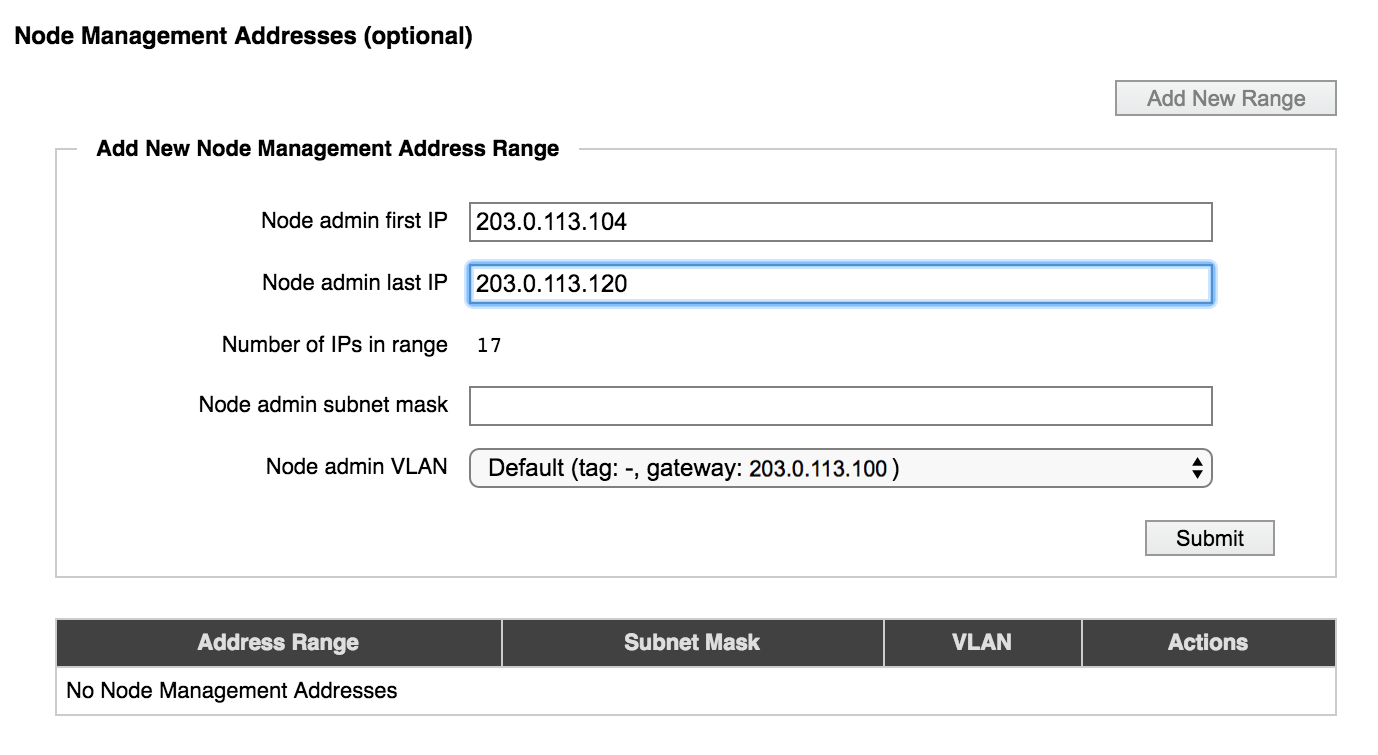 Node Management Addresses (optional)
Add New Range
Add New Node Management Address Range
Node admin first IP 203.0.113.104
Node admin last IP 203.0.113.120
Number of IPs in range 17
Node admin subnet mask
Node admin VLAN Default (tag: -, gateway: 203.0.113.100 )
Submit
Address Range Subnet Mask VLAN Actions
No Node Management Addresses